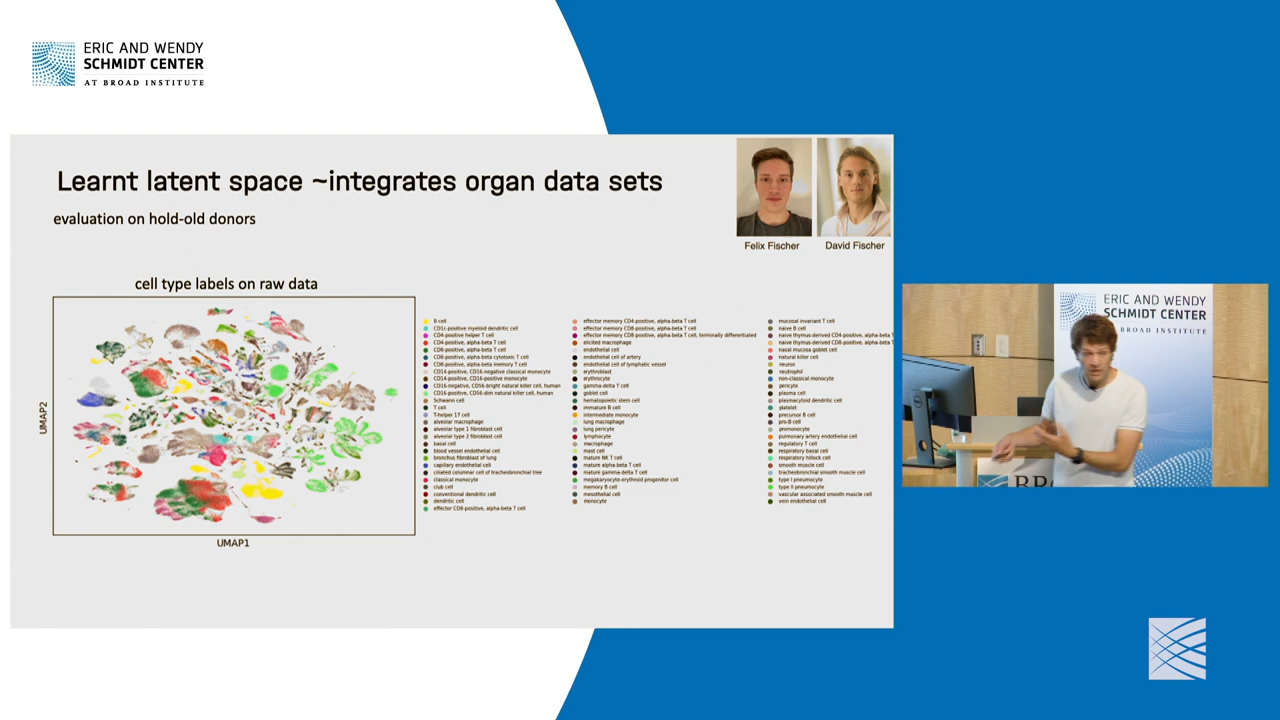 ERIC AND WENDY
SCHMIDT CENTER
AT BROAD INSTITUTE
Learnt latent space ~integrates organ data sets
evaluation on hold-old donors
Felix Fischer
David Fischer
cell type labels on raw data
UMAP2
UMAP1
B cell
CD1c-positive myeloid dendritic cell
CD4-positive helper T cell
CD4-positive, alpha-beta T cell
CD8-positive, alpha-beta T cell
CD8-positive, alpha-beta cytotoxic T cell
CD8-positive, alpha-beta memory T cell
CD14-positive, CD16-negative classical monocyte
CD14-positive, CD16-positive monocyte
CD16-negative, CD56-bright natural killer cell, human
CD16-positive, CD56-dim natural killer cell, human
Schwann cell
T cell
T-helper 17 cell
alveolar macrophage
alveolar type 1 fibroblast cell
alveolar type 2 fibroblast cell
basal cell
blood vessel endothelial cell
bronchus fibroblast of lung
capillary endothelial cell
ciliated columnar cell of tracheobronchial tree
classical monocyte
club cell
conventional dendritic cell
dendritic cell
effector CD8-positive, alpha-beta T cell
effector memory CD4-positive, alpha-beta T cell
effector memory CD8-positive, alpha-beta T cell
effector memory CD8-positive, alpha-beta T cell, terminally differentiated
elicited macrophage
endothelial cell
endothelial cell of artery
endothelial cell of lymphatic vessel
erythroblast
erythrocyte
gamma-delta T cell
goblet cell
hematopoietic stem cell
immature B cell
intermediate monocyte
lung macrophage
lung pericyte
lymphocyte
macrophage
mast cell
mature NK T cell
mature alpha-beta T cell
mature gamma-delta T cell
megakaryocyte-erythroid progenitor cell
memory B cell
mesothelial cell
monocyte
mucosal invariant T cell
naive B cell
naive thymus-derived CD4-positive, alpha-beta T
naive thymus-derived CD8-positive, alpha-beta T
nasal mucosa goblet cell
natural killer cell
neuron
neutrophil
non-classical monocyte
pericyte
plasma cell
plasmacytoid dendritic cell
platelet
precursor B cell
pro-B cell
promonocyte
pulmonary artery endothelial cell
regulatory T cell
respiratory basal cell
respiratory hillock cell
smooth muscle cell
tracheobronchial smooth muscle cell
type I pneumocyte
type II pneumocyte
vascular associated smooth muscle cell
vein endothelial cell
ERIC AND WENDY
SCHMIDT CENTER
BROAD INSTITUTE
DELL